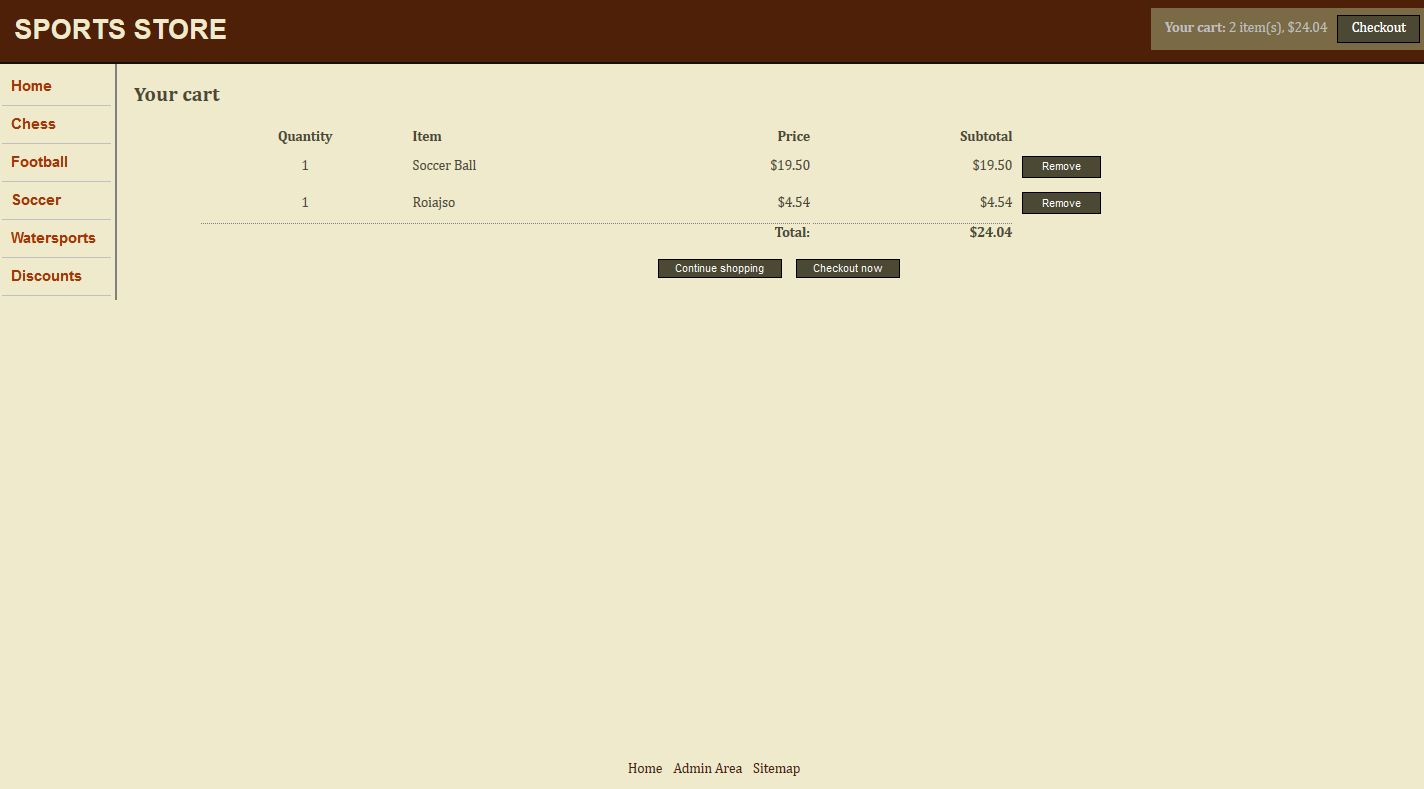 SPORTS STORE
Your cart: 2 item(s), $24.04 Checkout
Home
Chess
Football
Soccer
Watersports
Discounts
Your cart
Quantity Item Price Subtotal
1 Soccer Ball $19.50 $19.50 Remove
1 Roiajso $4.54 $4.54 Remove
Total: $24.04
Continue shopping Checkout now
Home Admin Area Sitemap